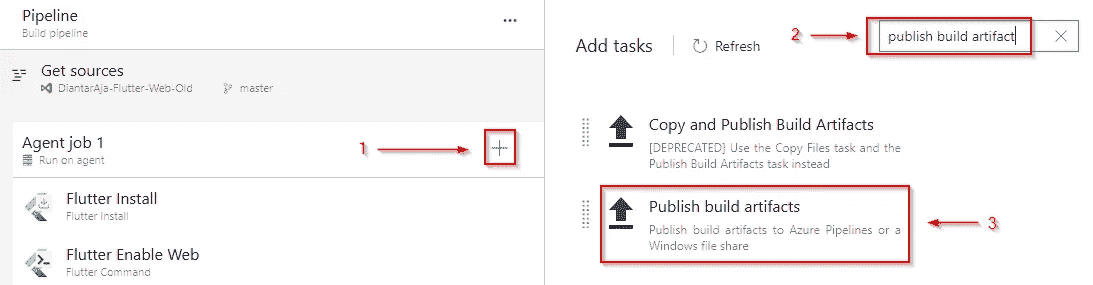 Pipeline
...
Build pipeline
Get sources
DiantarAja-Flutter-Web-Old master
Agent job 1
Run on agent
1
Flutter Install
Flutter Install
Flutter Enable Web
Flutter Command
Add tasks
Refresh
2
publish build artifact
Copy and Publish Build Artifacts
[DEPRECATED] Use the Copy Files task and the
Publish Build Artifacts task instead
Publish build artifacts
Publish build artifacts to Azure Pipelines or a
Windows file share
3